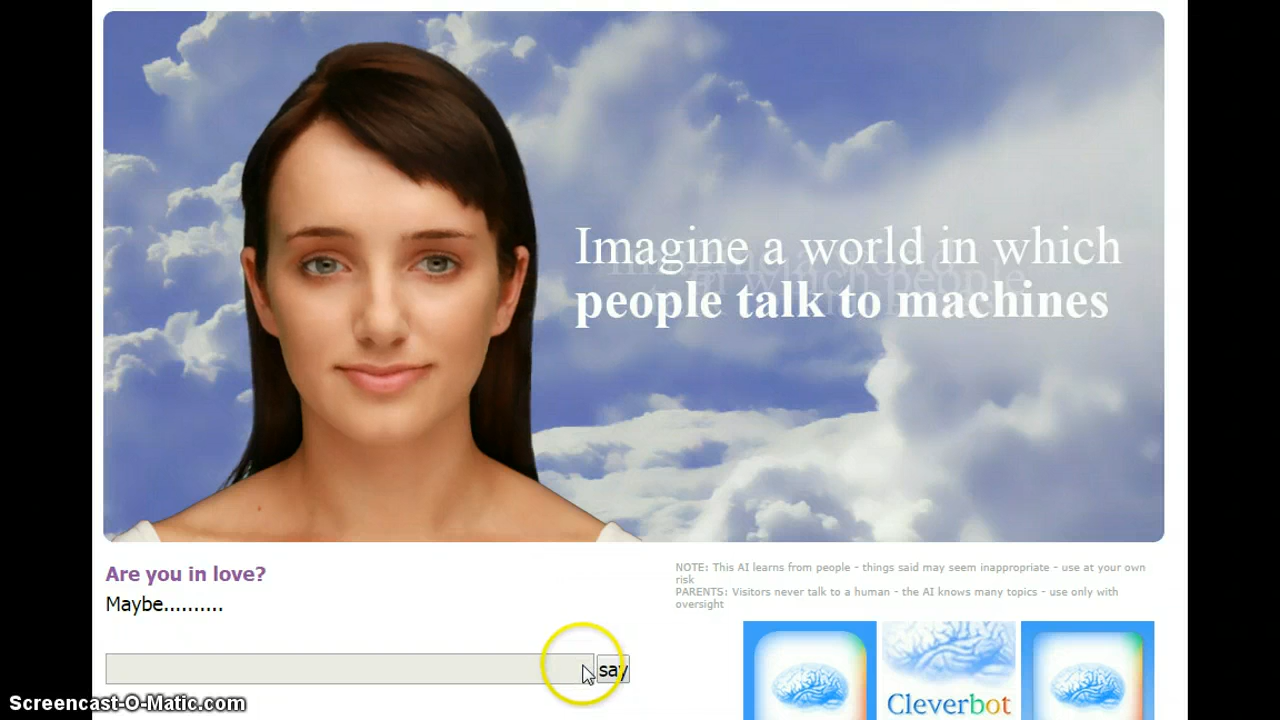 Imagine a world in which
people talk to machines
Are you in love?
Maybe..........
say
NOTE: This AI learns from people - things said may seem inappropriate - use at your own
risk
PARENTS: Visitors never talk to a human - the AI knows many topics - use only with
oversight
Cleverbot
Screencast-O-Matic.com